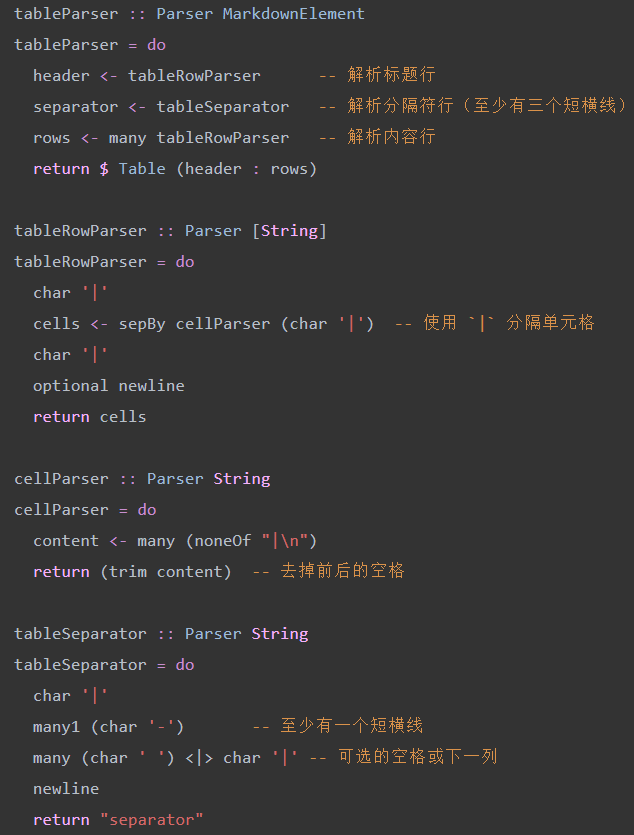 tableParser :: Parser MarkdownElement
tableParser = do
  header <- tableRowParser      -- 解析标题行
  separator <- tableSeparator   -- 解析分隔符行（至少有三个短横线）
  rows <- many tableRowParser   -- 解析内容行
  return $ Table (header : rows)

tableRowParser :: Parser [String]
tableRowParser = do
  char '|'
  cells <- sepBy cellParser (char '|')  -- 使用 `|` 分隔单元格
  char '|'
  optional newline
  return cells

cellParser :: Parser String
cellParser = do
  content <- many (noneOf "|\n")
  return (trim content)  -- 去掉前后的空格

tableSeparator :: Parser String
tableSeparator = do
  char '|'
  many1 (char '-')       -- 至少有一个短横线
  many (char ' ') <|> char '|' -- 可选的空格或下一列
  newline
  return "separator"